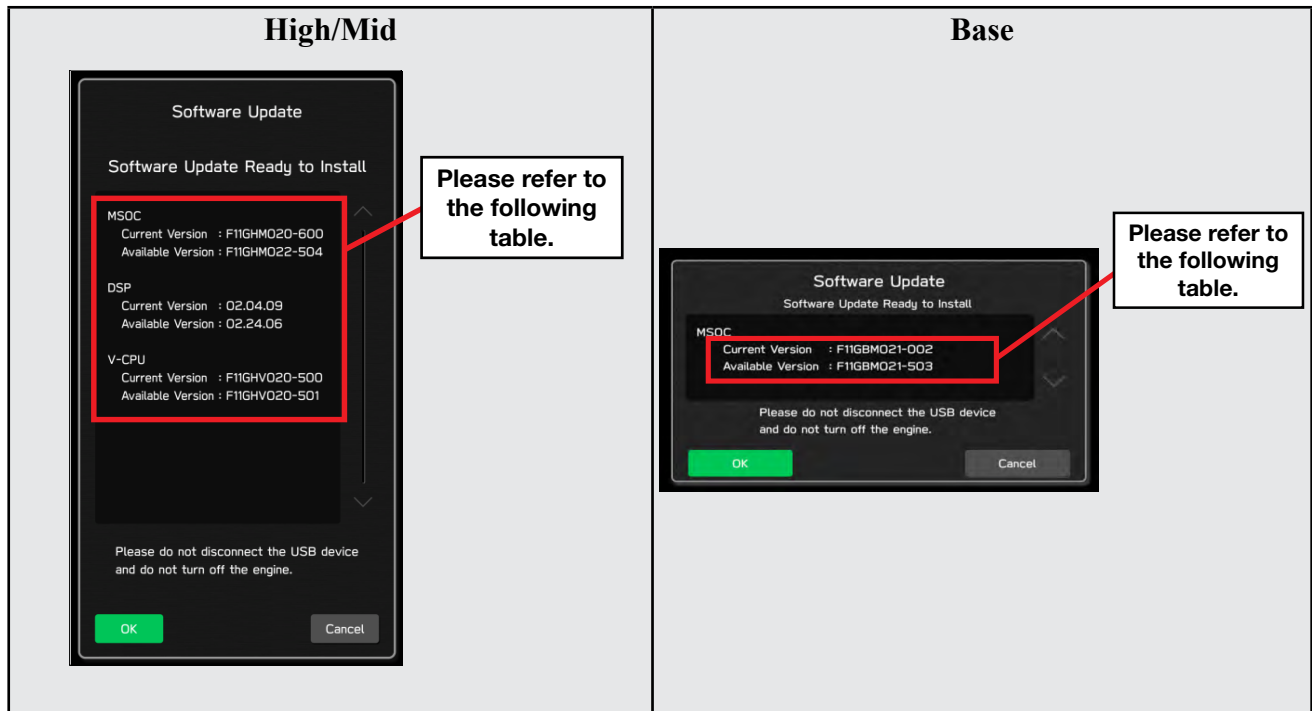 High/Mid
Software Update
Software Update Ready to Install
MSOC
Current Version : F11GHM020-600
Available Version : F11GHM022-504
DSP
Current Version : 02.04.09
Available Version : 02.24.06
V-CPU
Current Version : F11GHV020-500
Available Version : F11GHV020-501
Please do not disconnect the USB device
and do not turn off the engine.
OK
Cancel
Please refer to
the following
table.
Base
Software Update
Software Update Ready to Install
MSOC
Current Version : F11GBM021-002
Available Version : F11GBM021-503
Please do not disconnect the USB device
and do not turn off the engine.
OK
Cancel
Please refer to
the following
table.